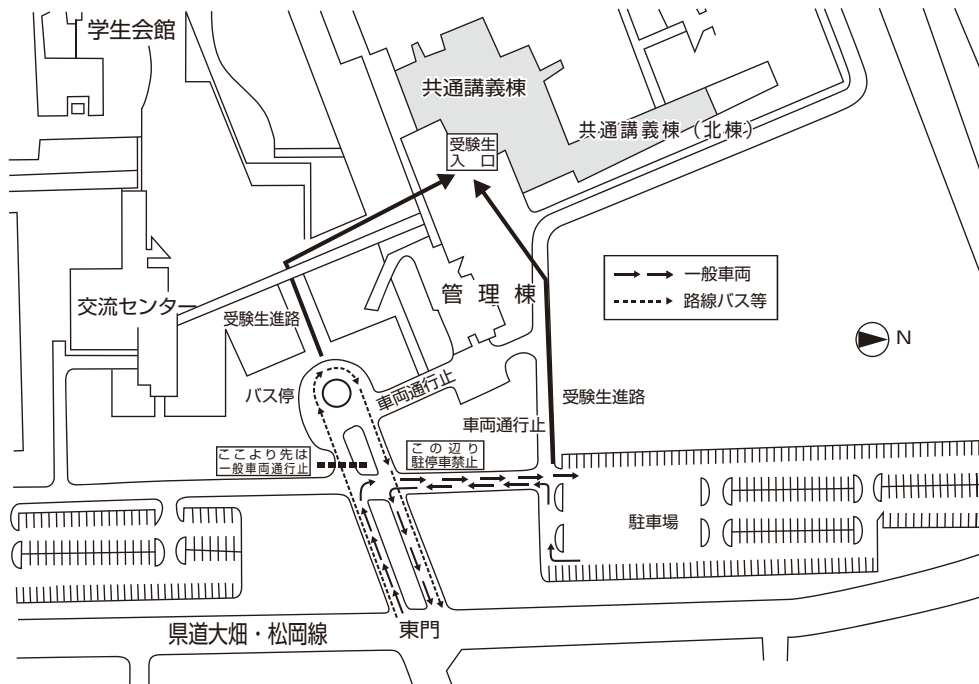 学生会館
共通講義棟
共通講義棟（北棟）
受験生
入口
一般車両
路線バス等
管理棟
交流センター
受験生進路
N
バス停
車両通行止
受験生進路
車両通行止
ここより先は
一般車両通行止
この辺り
駐停車禁止
駐車場
県道大畑・松岡線
東門